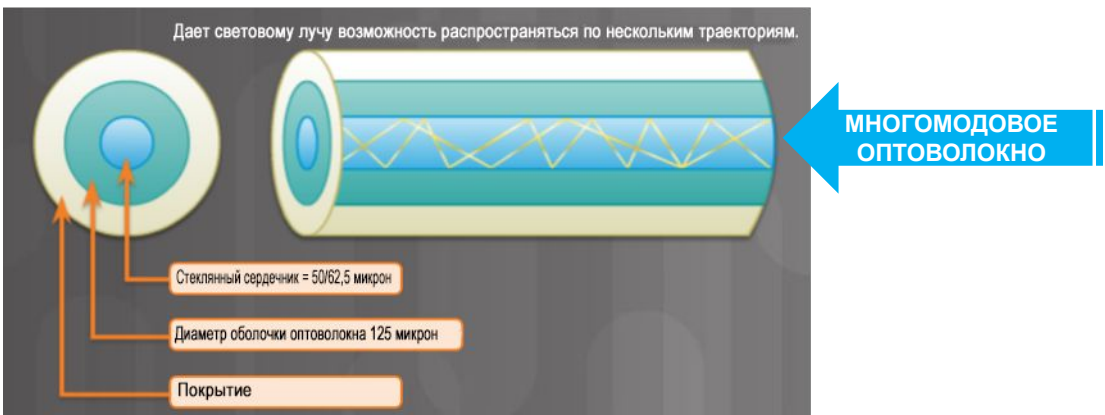 Дает световому лучу возможность распространяться по нескольким траекториям.
МНОГОМОДОВОЕ
ОПТОВОЛОКНО
Стеклянный сердечник = 50/62,5 микрон
Диаметр оболочки оптоволокна 125 микрон
Покрытие